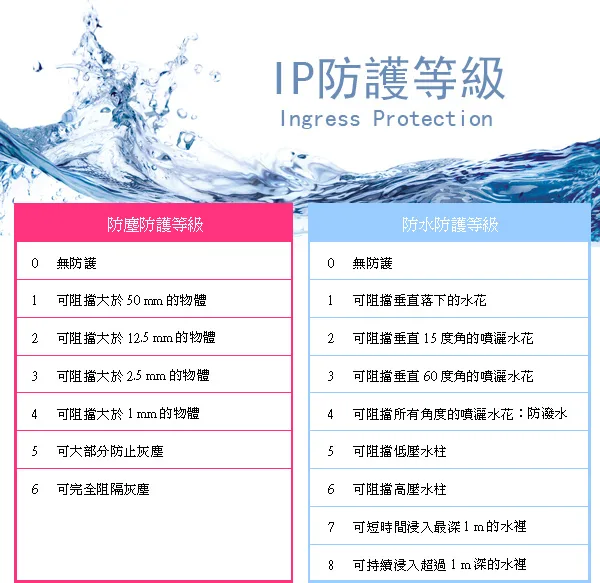 IP防護等級
Ingress Protection
防塵防護等級
0 無防護
1 可阻擋大於 50 mm 的物體
2 可阻擋大於 12.5 mm 的物體
3 可阻擋大於 2.5 mm 的物體
4 可阻擋大於 1 mm 的物體
5 可大部分防止灰塵
6 可完全阻隔灰塵
防水防護等級
0 無防護
1 可阻擋垂直落下的水花
2 可阻擋垂直 15 度角的噴灑水花
3 可阻擋垂直 60 度角的噴灑水花
4 可阻擋所有角度的噴灑水花：防潑水
5 可阻擋低壓水柱
6 可阻擋高壓水柱
7 可短時間浸入最深 1 m 的水裡
8 可持續浸入超過 1 m 深的水裡